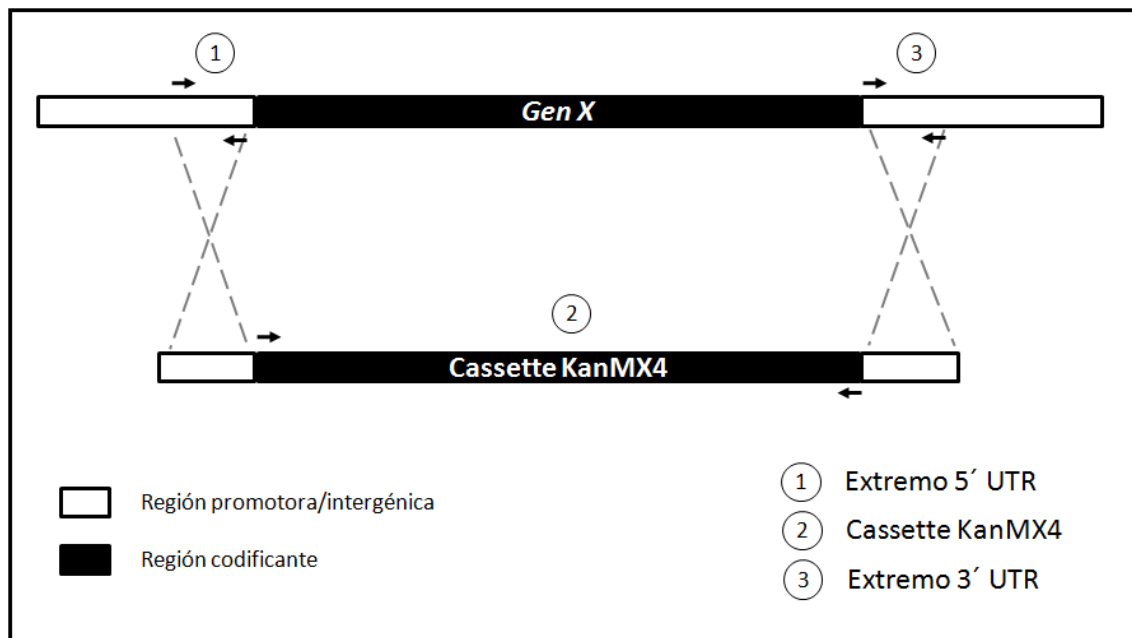 1
3
Gen X
2
Cassette KanMX4
Región promotora/intergénica
Región codificante
1 Extremo 5´ UTR
2 Cassette KanMX4
3 Extremo 3´ UTR